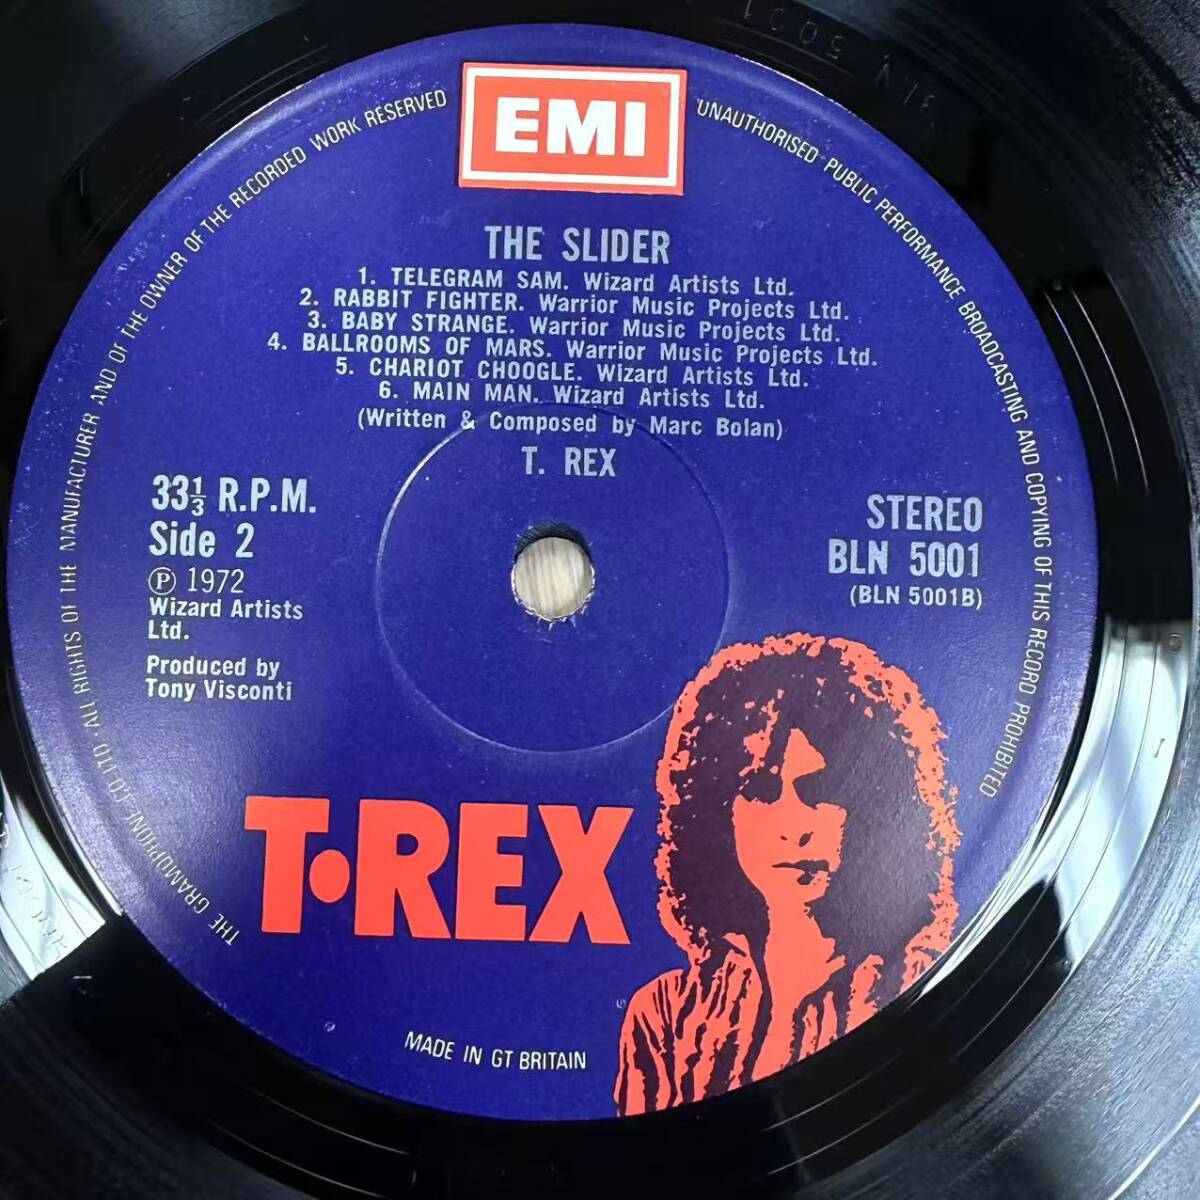 EMI
THE SLIDER
1. TELEGRAM SAM. Wizard Artists Ltd.
2. RABBIT FIGHTER. Warrior Music Projects Ltd.
3. BABY STRANGE. Warrior Music Projects Ltd.
4. BALLROOMS OF MARS. Warrior Music Projects Ltd.
5. CHARIOT CHOOGLE. Wizard Artists Ltd.
6. MAIN MAN. Wizard Artists Ltd.
(Written & Composed by Marc Bolan)
T. REX
33⅓ R.P.M.
Side 2
Ⓟ 1972
Wizard Artists
Ltd.
Produced by
Tony Visconti
STEREO
BLN 5001
(BLN 5001B)
T·REX
MADE IN GT BRITAIN
THE GRAMOPHONE CO LTD· ALL RIGHTS OF THE MANUFACTURER AND OF THE OWNER OF THE RECORDED WORK RESERVED
UNAUTHORISED PUBLIC PERFORMANCE BROADCASTING AND COPYING OF THIS RECORD PROHIBITED